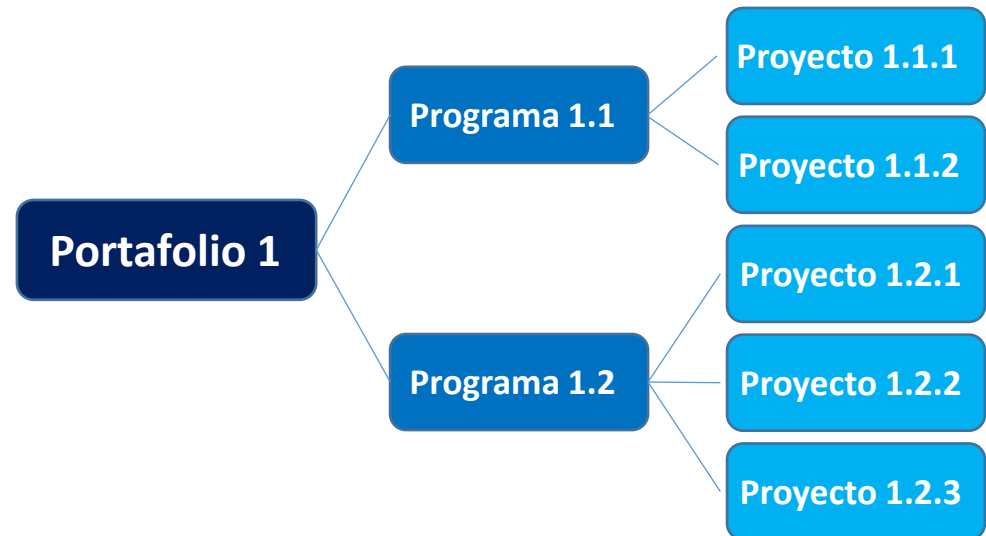 Portafolio 1
Programa 1.1
Proyecto 1.1.1
Proyecto 1.1.2
Programa 1.2
Proyecto 1.2.1
Proyecto 1.2.2
Proyecto 1.2.3